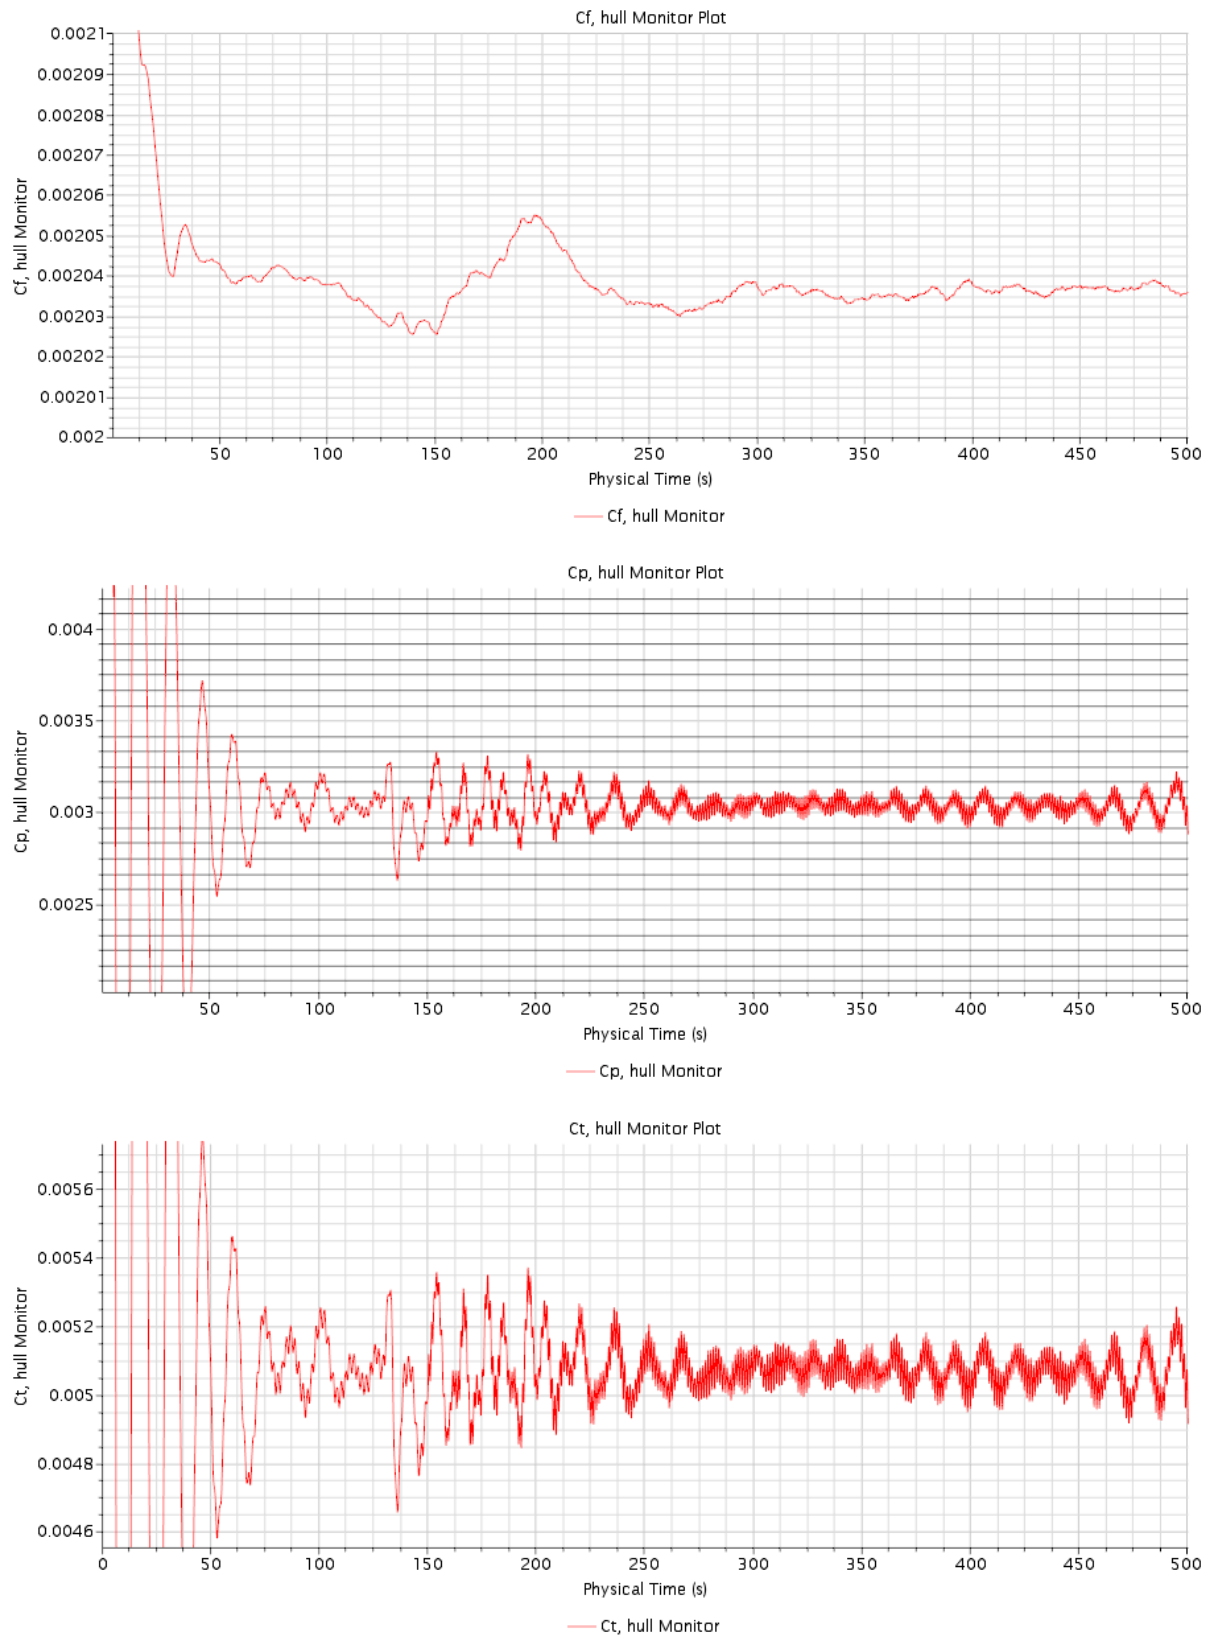 Cf, hull Monitor Plot
0.0021
0.00209
0.00208
0.00207
0.00206
0.00205
0.00204
0.00203
0.00202
0.00201
0.002
Cf, hull Monitor
50 100 150 200 250 300 350 400 450 500
Physical Time (s)
Cf, hull Monitor
Cp, hull Monitor Plot
0.004
0.0035
0.003
0.0025
Cp, hull Monitor
50 100 150 200 250 300 350 400 450 500
Physical Time (s)
Cp, hull Monitor
Ct, hull Monitor Plot
0.0056
0.0054
0.0052
0.005
0.0048
0.0046
Ct, hull Monitor
0 50 100 150 200 250 300 350 400 450 500
Physical Time (s)
Ct, hull Monitor